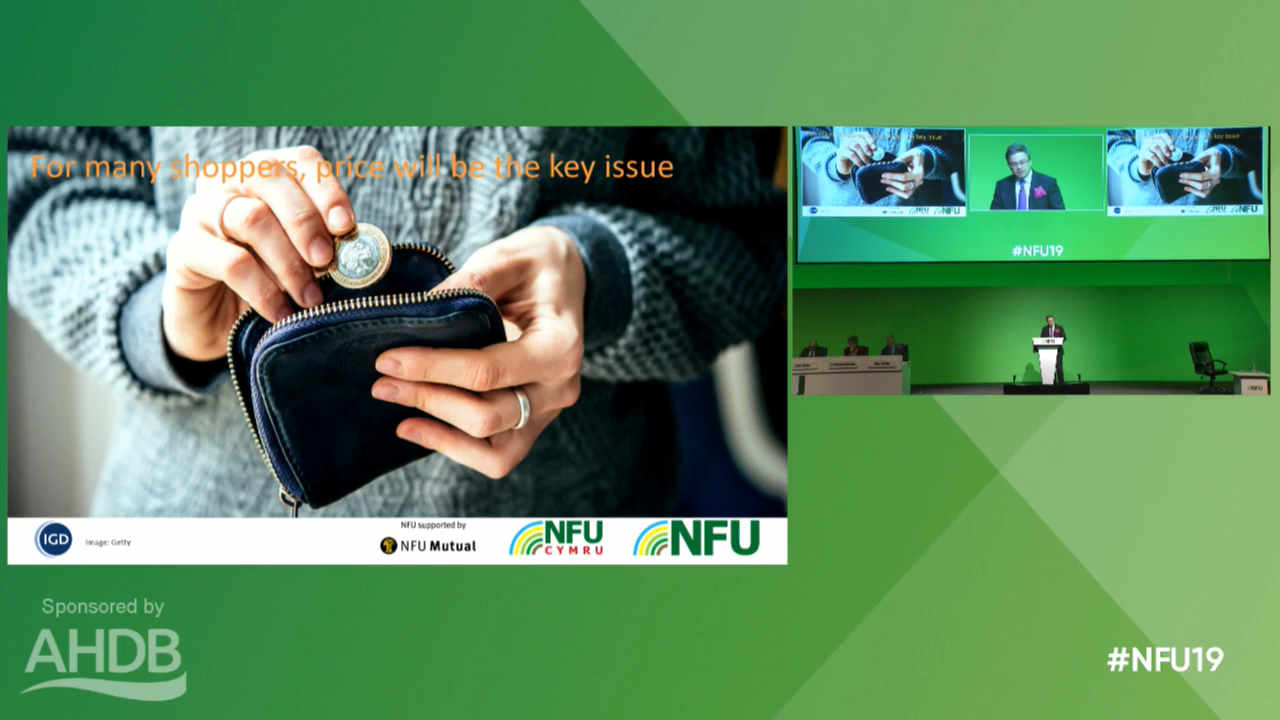 For many shoppers, price will be the key issue
IGD
Image: Getty
NFU supported by
NFU Mutual
NFU
CYMRU
NFU
#NFU19
NFU
Sponsored by
AHDB
#NFU19